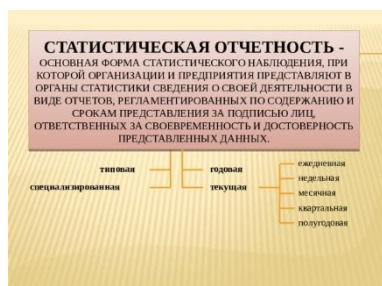 СТАТИСТИЧЕСКАЯ ОТЧЕТНОСТЬ -
ОСНОВНАЯ ФОРМА СТАТИСТИЧЕСКОГО НАБЛЮДЕНИЯ, ПРИ
КОТОРОЙ ОРГАНИЗАЦИИ И ПРЕДПРИЯТИЯ ПРЕДСТАВЛЯЮТ В
ОРГАНЫ СТАТИСТИКИ СВЕДЕНИЯ О СВОЕЙ ДЕЯТЕЛЬНОСТИ В
ВИДЕ ОТЧЕТОВ, РЕГЛАМЕНТИРОВАННЫХ ПО СОДЕРЖАНИЮ И
СРОКАМ ПРЕДСТАВЛЕНИЯ ЗА ПОДПИСЬЮ ЛИЦ,
ОТВЕТСТВЕННЫХ ЗА СВОЕВРЕМЕННОСТЬ И ДОСТОВЕРНОСТЬ
ПРЕДСТАВЛЕННЫХ ДАННЫХ.
типовая
специализированная
годовая
текущая
ежедневная
недельная
месячная
квартальная
полугодовая